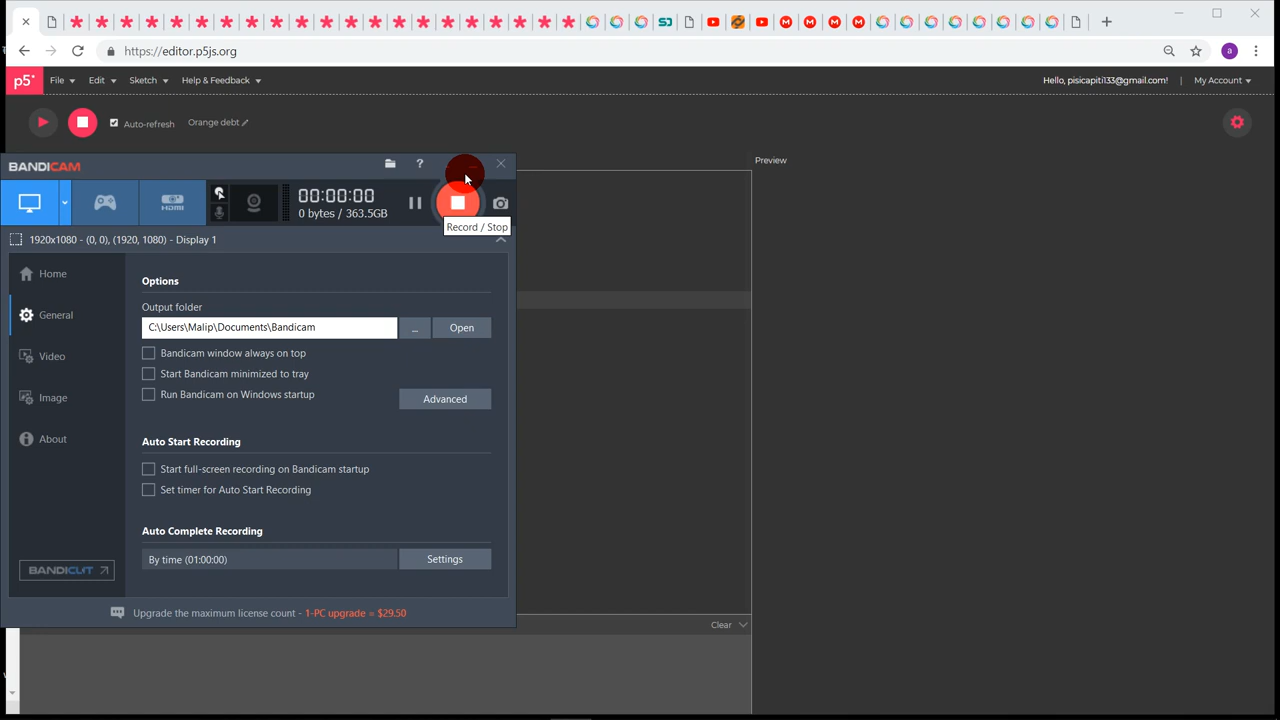 https://editor.p5js.org
a
p5*
File
Edit
Sketch
Help & Feedback
Hello, pisicapiti133@gmail.com!
|
My Account
Auto-refresh
Orange debt
Preview
BANDICAM
?
HDMI
00:00:00
0 bytes / 363.5GB
Record / Stop
1920x1080 - (0, 0), (1920, 1080) - Display 1
Home
General
Video
Image
About
Options
Output folder
C:\Users\Malip\Documents\Bandicam
...
Open
Bandicam window always on top
Start Bandicam minimized to tray
Run Bandicam on Windows startup
Advanced
Auto Start Recording
Start full-screen recording on Bandicam startup
Set timer for Auto Start Recording
Auto Complete Recording
By time (01:00:00)
Settings
BANDICUT
Upgrade the maximum license count - 1-PC upgrade = $29.50
Clear